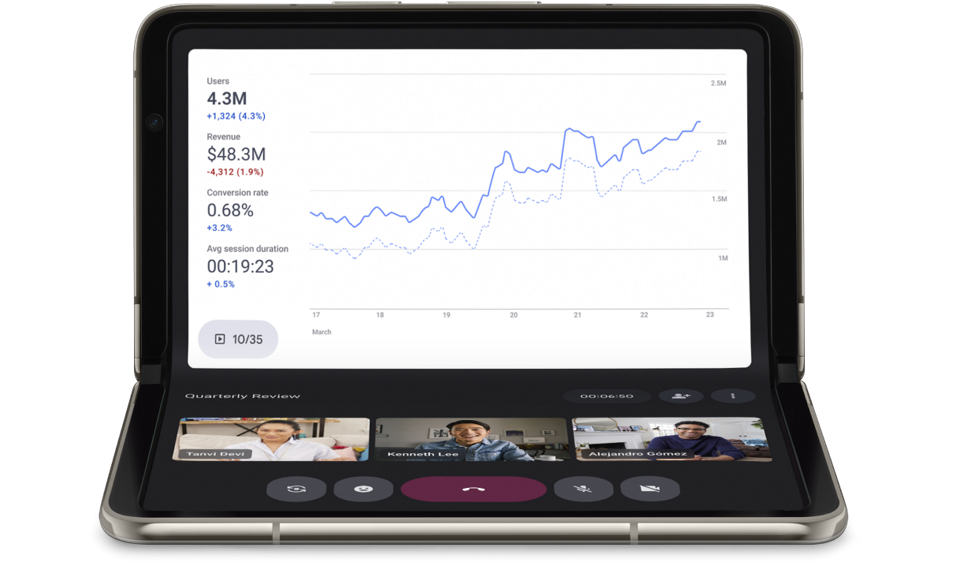 Users
4.3M
+1,324 (4.3%)
Revenue
$48.3M
-4,312 (1.9%)
Conversion rate
0.68%
+3.2%
Avg session duration
00:19:23
+ 0.5%
10/35
2.5M
2M
1.5M
1M
17 18 19 20 21 22 23
March
Quarterly Review
00:06:50
Tanvi Devi
Kenneth Lee
Alejandro Gómez